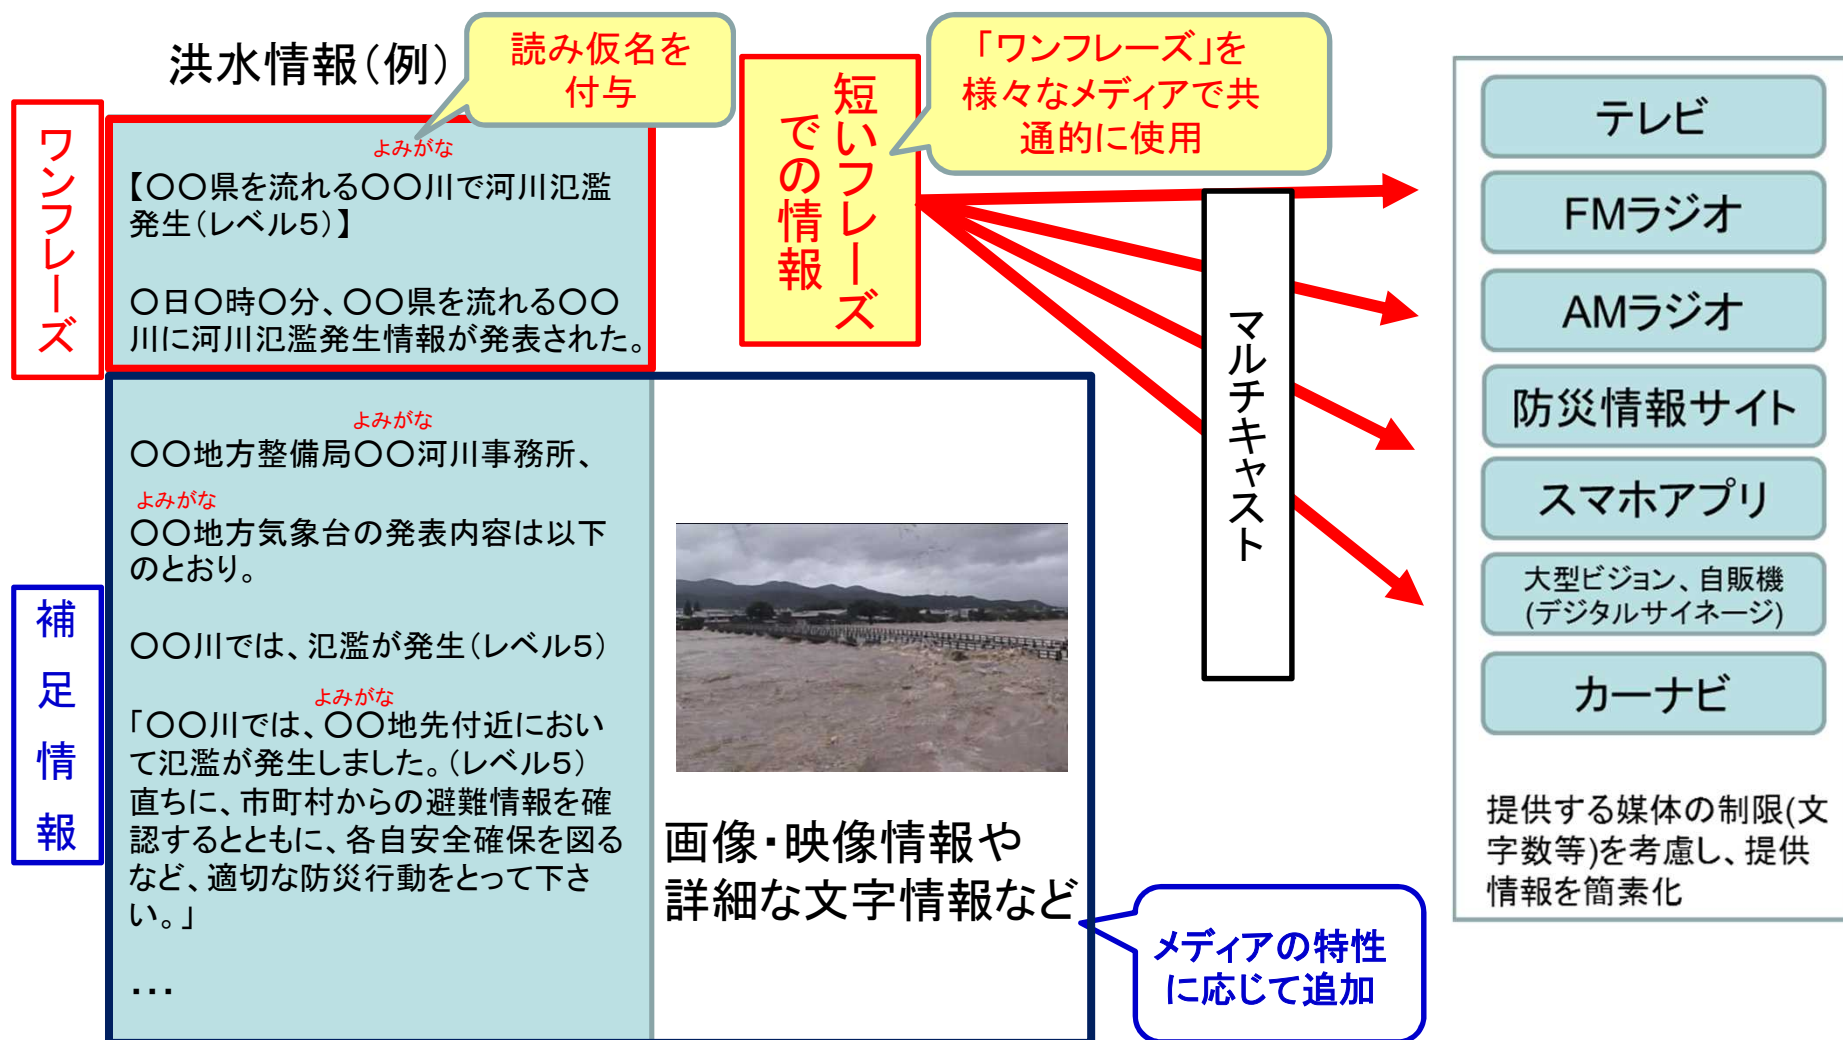 洪水情報(例)
読み仮名を
付与
ワンフレーズ
よみがな
【〇〇県を流れる〇〇川で河川氾濫
発生(レベル5)】
〇日〇時〇分、〇〇県を流れる〇〇
川に河川氾濫発生情報が発表された。
短いフレーズ
での情報
「ワンフレーズ」を
様々なメディアで共
通的に使用
マルチキャスト
テレビ
FMラジオ
AMラジオ
防災情報サイト
スマホアプリ
大型ビジョン、自販機
(デジタルサイネージ)
カーナビ
提供する媒体の制限(文
字数等)を考慮し、提供
情報を簡素化
補足情報
よみがな
〇〇地方整備局〇〇河川事務所、
よみがな
〇〇地方気象台の発表内容は以下
のとおり。
〇〇川では、氾濫が発生(レベル5)
よみがな
「〇〇川では、〇〇地先付近におい
て氾濫が発生しました。(レベル5)
直ちに、市町村からの避難情報を確
認するとともに、各自安全確保を図る
など、適切な防災行動をとって下さ
い。」
・・・
画像・映像情報や
詳細な文字情報など
メディアの特性
に応じて追加